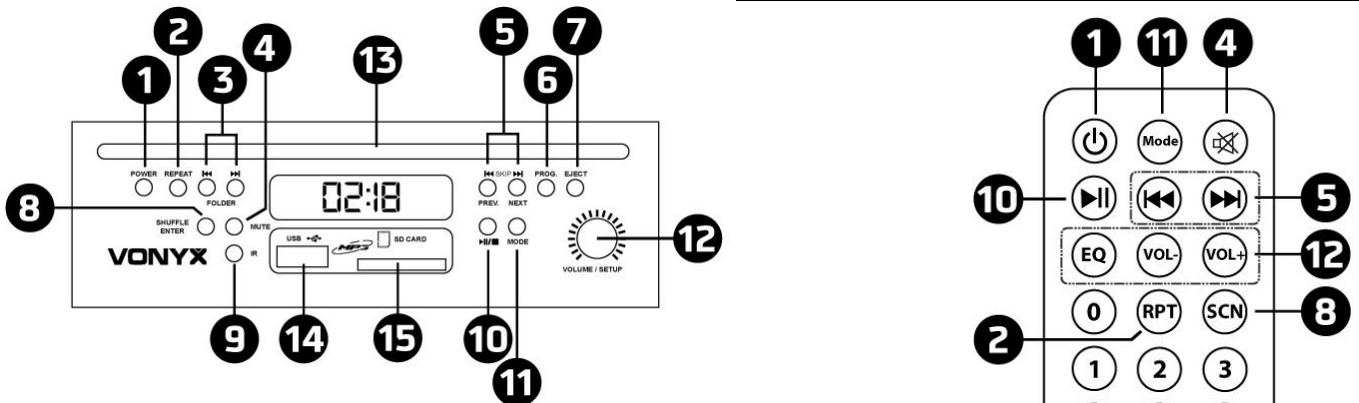 2
5
7
1
3
4
13
6
1
11
4
POWER REPEAT FOLDER
SKIP PROG. EJECT
PREV. NEXT
8
SHUFFLE
ENTER
MUTE
02:18
VONYX
IR
USB
MP3
SD CARD
MODE
VOLUME / SETUP
12
9
14
15
10
11
Mode
10
5
EQ VOL- VOL+
12
0 RPT SCN
8
2
1 2 3